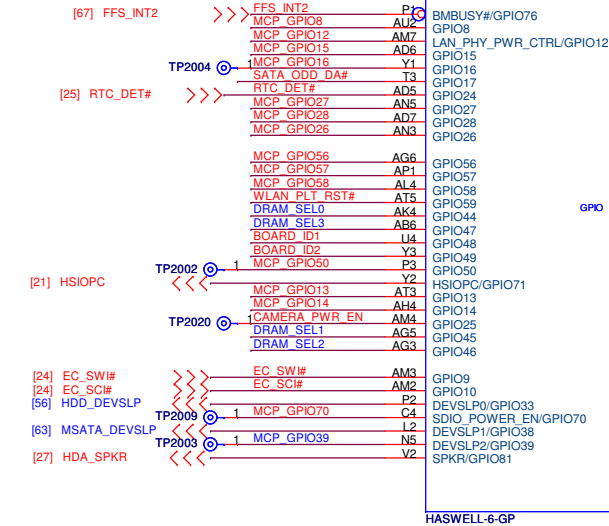 [67] FFS_INT2 FFS_INT2 P1 BMBUSY#/GPIO76
MCP_GPIO8 AU2 GPIO8
MCP_GPIO12 AM7 LAN_PHY_PWR_CTRL/GPIO12
MCP_GPIO15 AD6 GPIO15
TP2004 1 MCP_GPIO16 Y1 GPIO16
SATA_ODD_DA# T3 GPIO17
[25] RTC_DET# RTC_DET# AD5 GPIO24
MCP_GPIO27 AN5 GPIO27
MCP_GPIO28 AD7 GPIO28
MCP_GPIO26 AN3 GPIO26
MCP_GPIO56 AG6 GPIO56
MCP_GPIO57 AP1 GPIO57
MCP_GPIO58 AL4 GPIO58
WLAN_PLT_RST# AT5 GPIO59
DRAM_SEL0 AK4 GPIO44
GPIO
DRAM_SEL3 AB6 GPIO47
BOARD_ID1 U4 GPIO48
BOARD_ID2 Y3 GPIO49
TP2002 1 MCP_GPIO50 P3 GPIO50
[21] HSIOPC Y2 HSIOPC/GPIO71
MCP_GPIO13 AT3 GPIO13
MCP_GPIO14 AH4 GPIO14
TP2020 1 CAMERA_PWR_EN AM4 GPIO25
DRAM_SEL1 AG5 GPIO45
DRAM_SEL2 AG3 GPIO46
[24] EC_SWI# EC_SWI# AM3 GPIO9
[24] EC_SCI# EC_SCI# AM2 GPIO10
[56] HDD_DEVSLP P2 DEVSLP0/GPIO33
TP2009 1 MCP_GPIO70 C4 SDIO_POWER_EN/GPIO70
[63] MSATA_DEVSLP L2 DEVSLP1/GPIO38
TP2003 1 MCP_GPIO39 N5 DEVSLP2/GPIO39
[27] HDA_SPKR V2 SPKR/GPIO81
HASWELL-6-GP